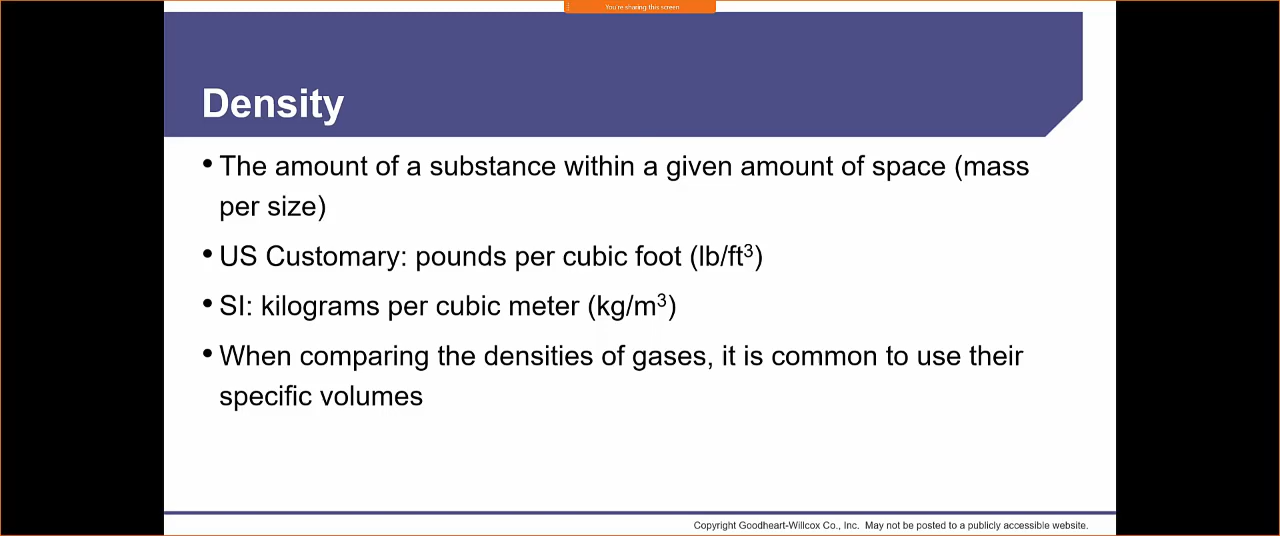 You're sharing this screen
Density
• The amount of a substance within a given amount of space (mass
per size)
• US Customary: pounds per cubic foot (lb/ft³)
• SI: kilograms per cubic meter (kg/m³)
• When comparing the densities of gases, it is common to use their
specific volumes
Copyright Goodheart-Willcox Co., Inc. May not be posted to a publicly accessible website.